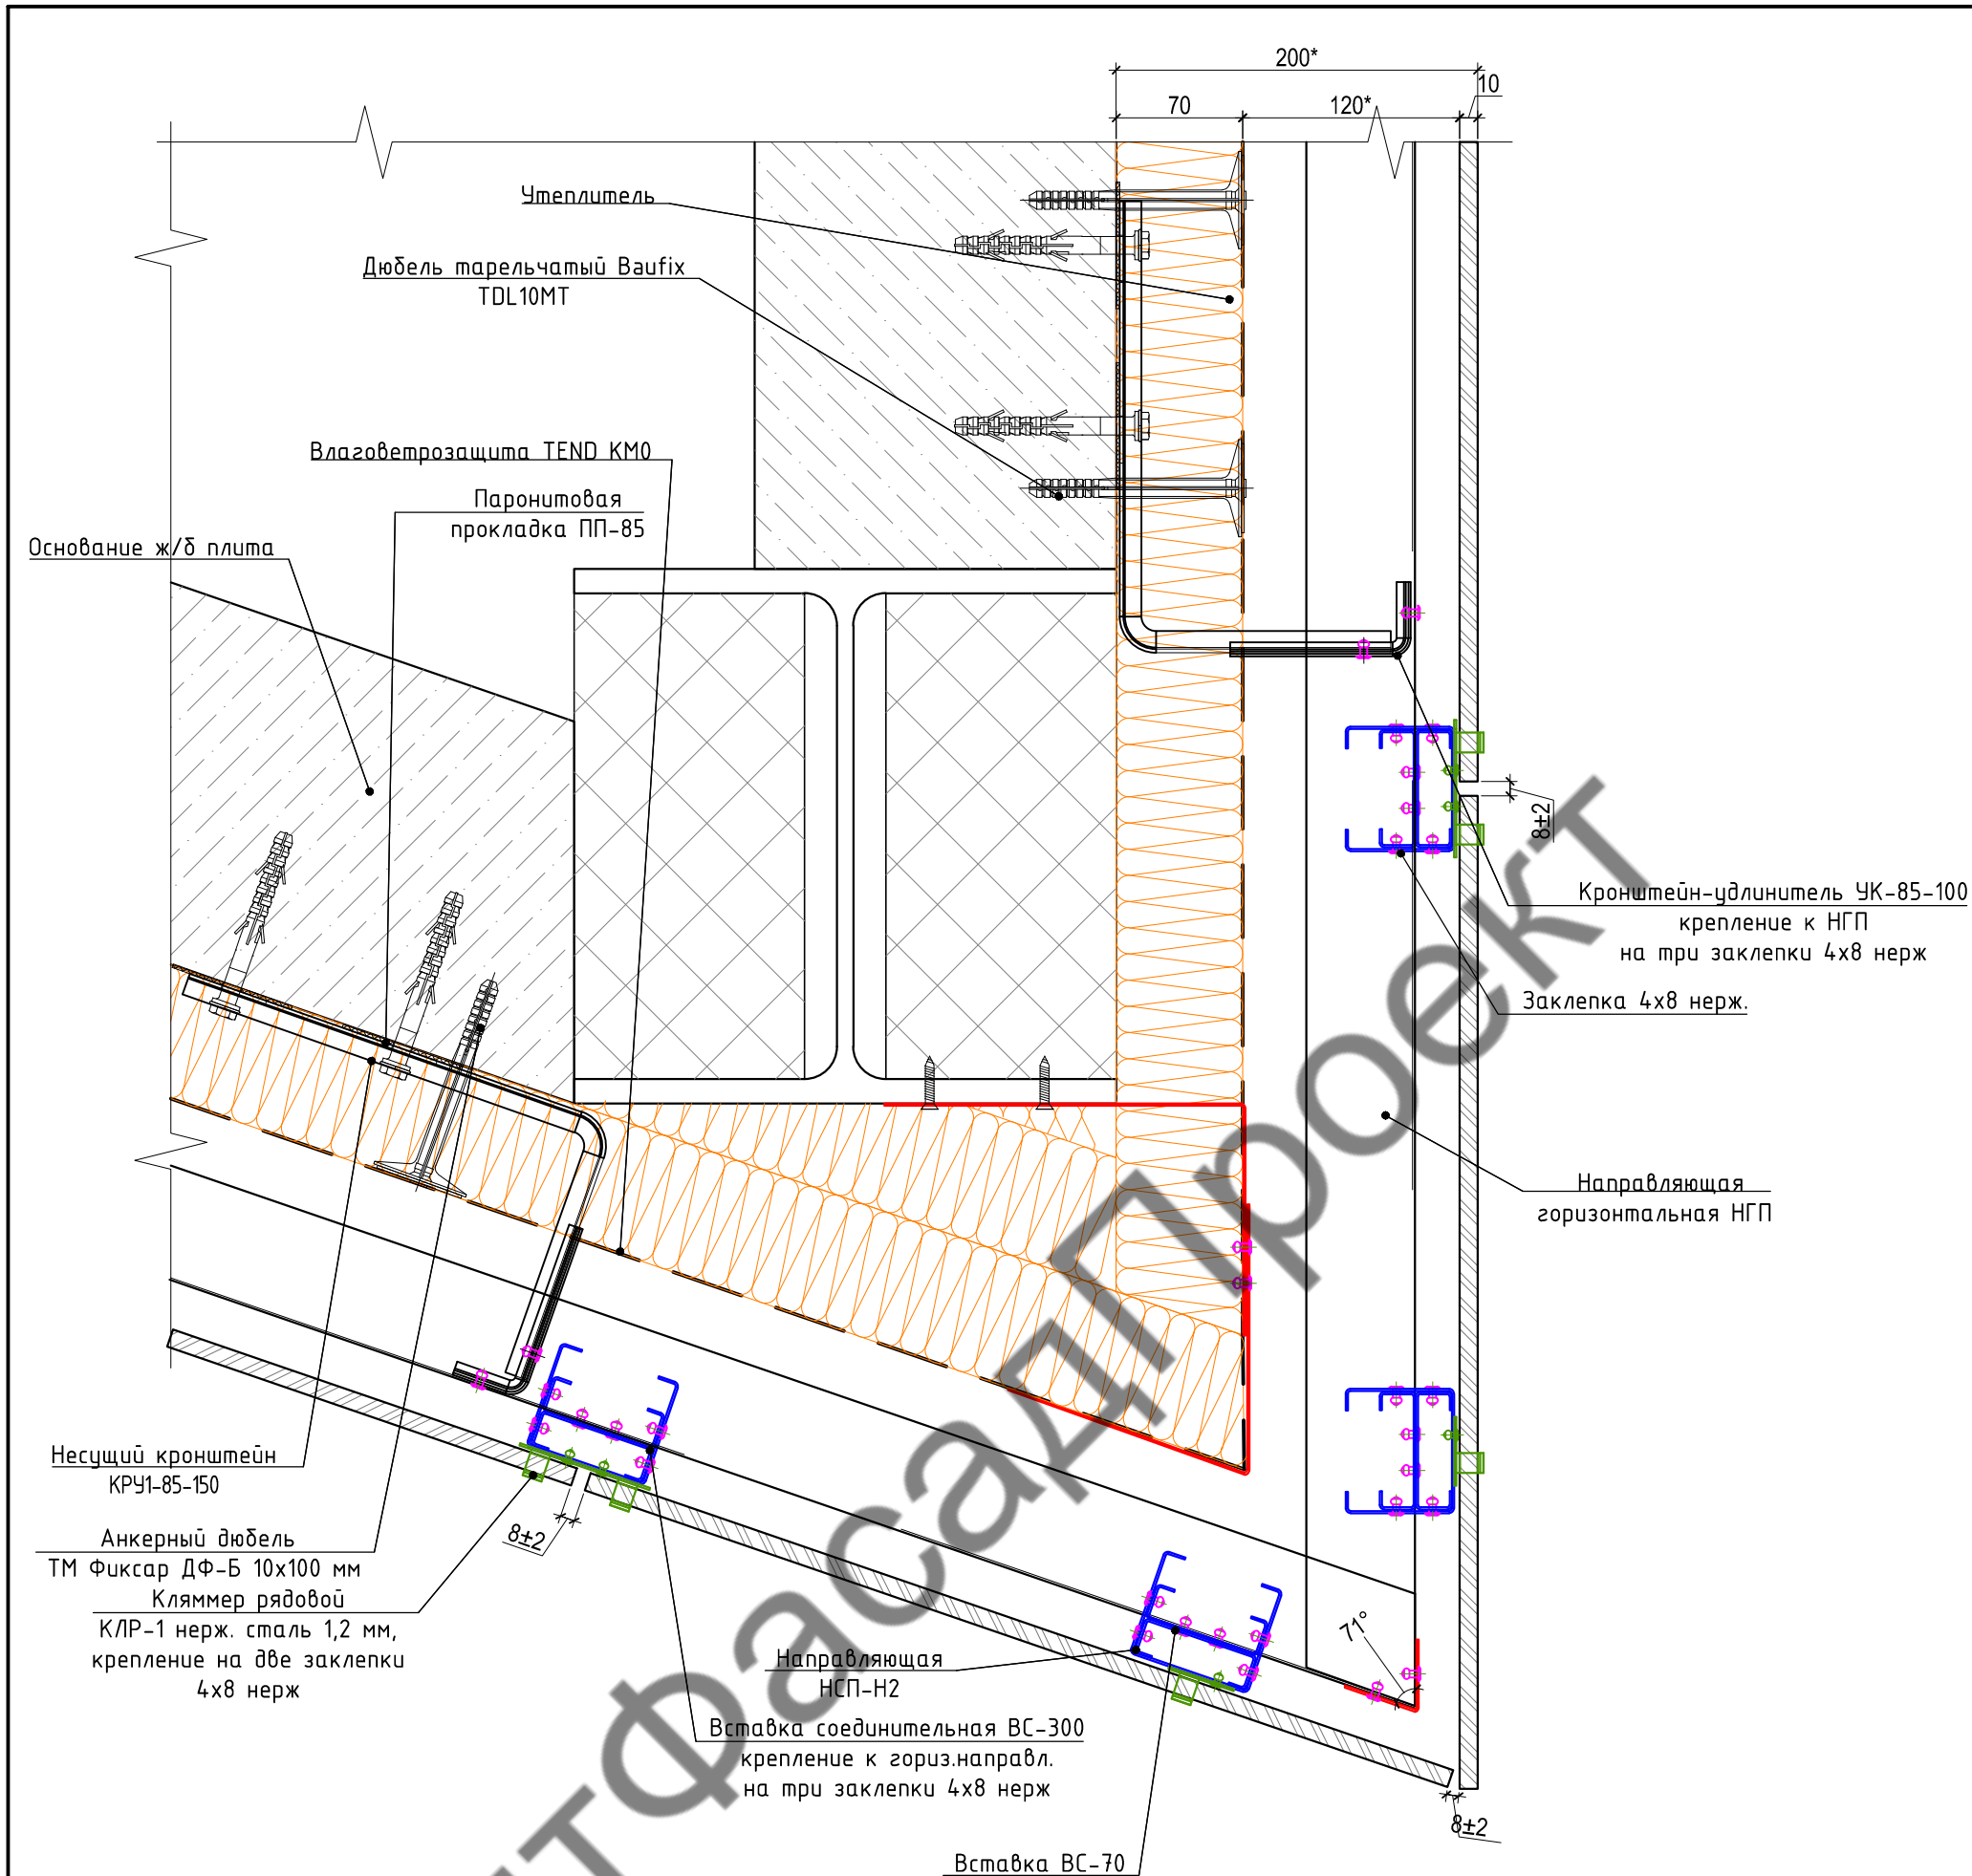 200*
10
70
120*
Утеплитель
Дюбель тарельчатый Baufix
TDL10MT
Влаговетрозащита TEND КМ0
Паронитовая
прокладка ПП-85
Основание ж/б плита
8±2
Кронштейн-удлинитель УК-85-100
крепление к НГП
на три заклепки 4х8 нерж
Заклепка 4х8 нерж.
Направляющая
горизонтальная НГП
Несущий кронштейн
КРУ1-85-150
Анкерный дюбель
ТМ Фиксар ДФ-Б 10х100 мм
Кляммер рядовой
КЛР-1 нерж. сталь 1,2 мм,
крепление на две заклепки
4х8 нерж
8±2
71°
Направляющая
НСП-Н2
Вставка соединительная ВС-300
крепление к гориз.направл.
на три заклепки 4х8 нерж
8±2
Вставка ВС-70
тФасадПроект